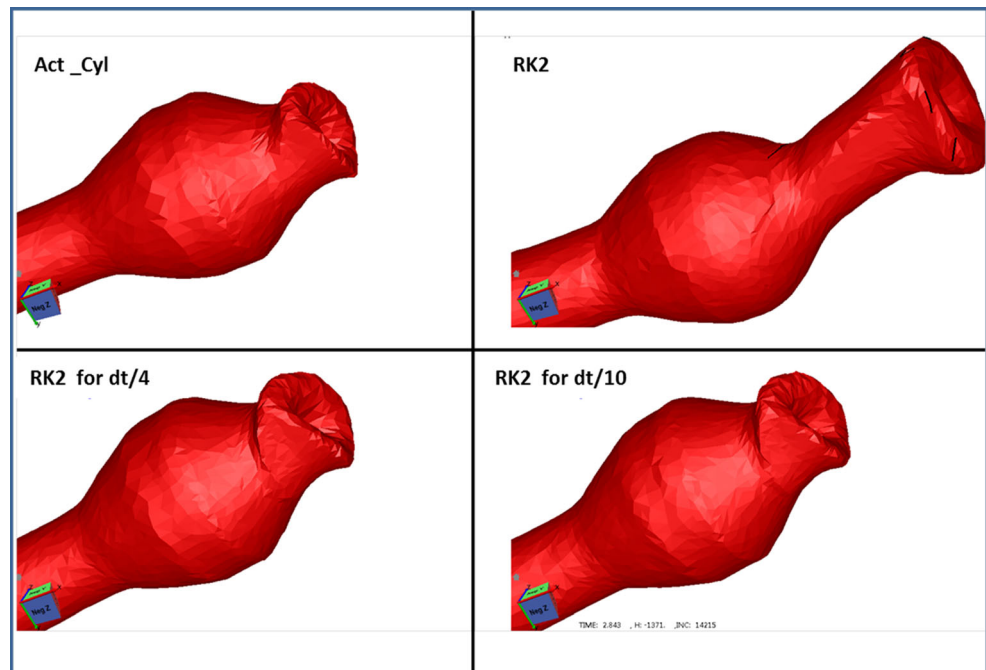 Act _Cyl
RK2
Neg Z
Neg Z
RK2 for dt/4
RK2 for dt/10
Neg Z
Neg Z
TIME: 2.843 , H: -1371. ,INC: 14215